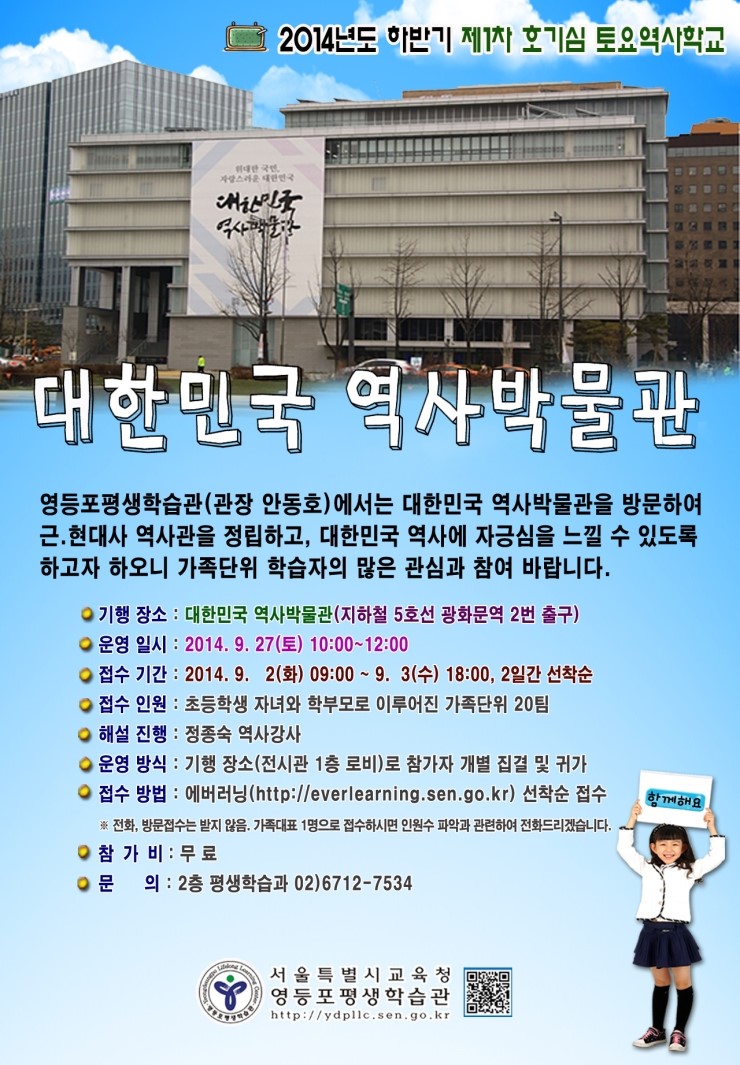 2014년도 하반기 제1차 호기심 토요역사학교
위대한 국민,
자랑스러운 대한민국
대한민국
역사박물관
대한민국 역사박물관
영등포평생학습관(관장 안동호)에서는 대한민국 역사박물관을 방문하여
근.현대사 역사관을 정립하고, 대한민국 역사에 자긍심을 느낄 수 있도록
하고자 하오니 가족단위 학습자의 많은 관심과 참여 바랍니다.
기행 장소 : 대한민국 역사박물관(지하철 5호선 광화문역 2번 출구)
운영 일시 : 2014. 9. 27(토) 10:00~12:00
접수 기간 : 2014. 9. 2(화) 09:00 ~ 9. 3(수) 18:00, 2일간 선착순
접수 인원 : 초등학생 자녀와 학부모로 이루어진 가족단위 20팀
해설 진행 : 정종숙 역사강사
운영 방식 : 기행 장소(전시관 1층 로비)로 참가자 개별 집결 및 귀가
접수 방법 : 에버러닝(http://everlearning.sen.go.kr) 선착순 접수
※ 전화, 방문접수는 받지 않음. 가족대표 1명으로 접수하시면 인원수 파악과 관련하여 전화드리겠습니다.
참 가 비 : 무 료
문 의 : 2층 평생학습과 02)6712-7534
함께해요
서울특별시교육청
영등포평생학습관
http://ydpllc.sen.go.kr
영등포평생학습관